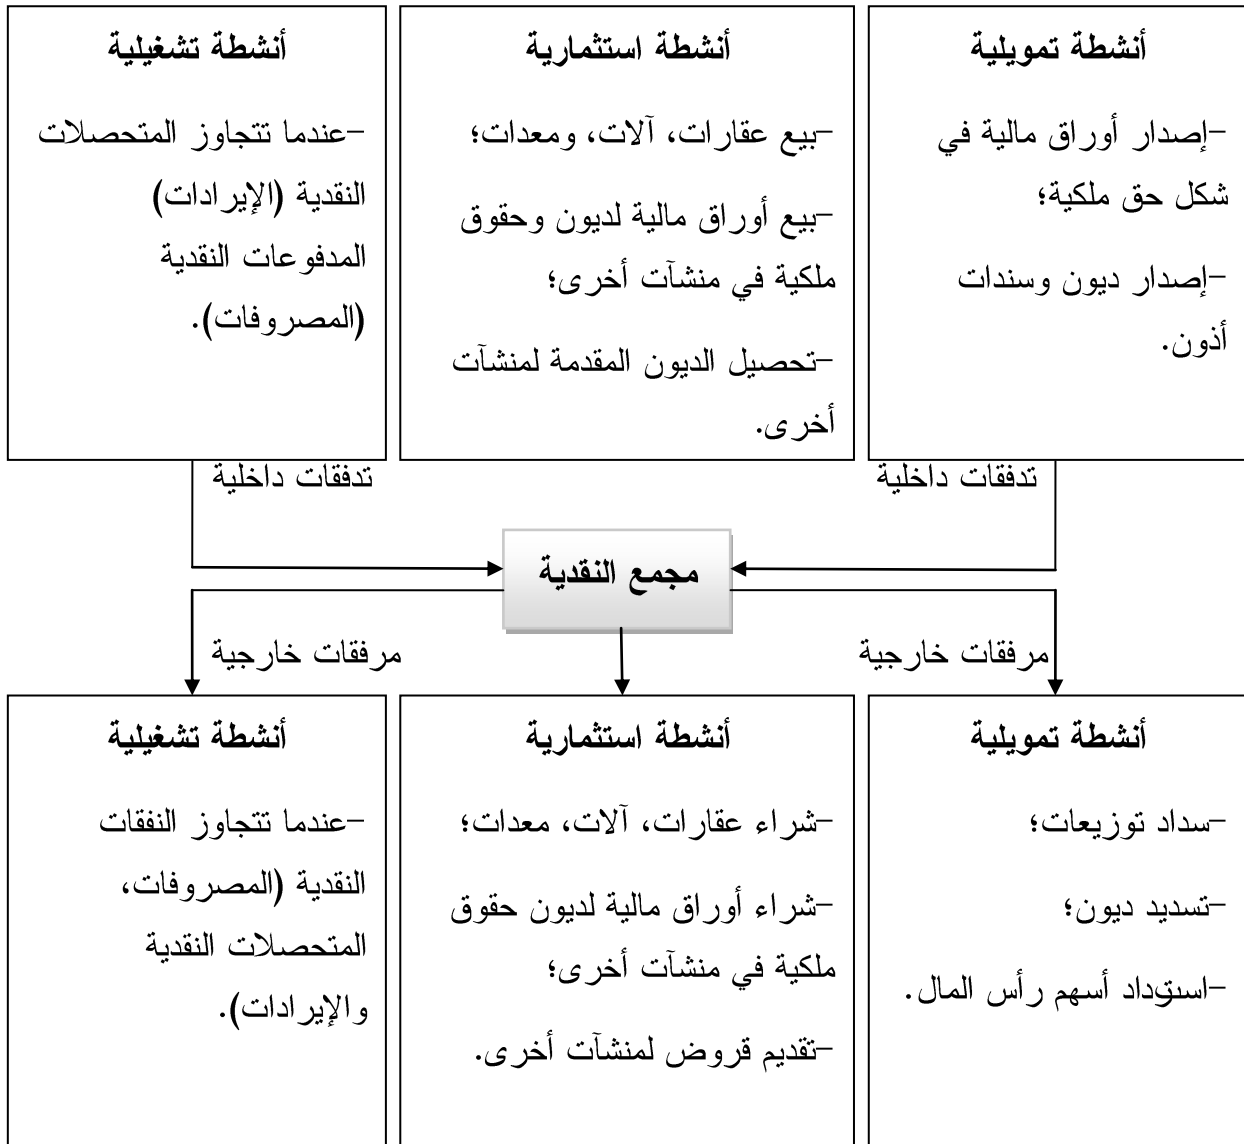 أنشطة تمويلية
–إصدار أوراق مالية في
شكل حق ملكية؛
–إصدار ديون وسندات
أذون.
أنشطة استثمارية
–بيع عقارات، آلات، ومعدات؛
–بيع أوراق مالية لديون وحقوق
ملكية في منشآت أخرى؛
–تحصيل الديون المقدمة لمنشآت
أخرى.
أنشطة تشغيلية
–عندما تتجاوز المتحصلات
النقدية (الإيرادات)
المدفوعات النقدية
(المصروفات).
تدفقات داخلية
تدفقات داخلية
مجمع النقدية
مرفقات خارجية
مرفقات خارجية
أنشطة تمويلية
–سداد توزيعات؛
–تسديد ديون؛
–استرداد أسهم رأس المال.
أنشطة استثمارية
–شراء عقارات، آلات، معدات؛
–شراء أوراق مالية لديون حقوق
ملكية في منشآت أخرى؛
–تقديم قروض لمنشآت أخرى.
أنشطة تشغيلية
–عندما تتجاوز النفقات
النقدية (المصروفات،
المتحصلات النقدية
والإيرادات).